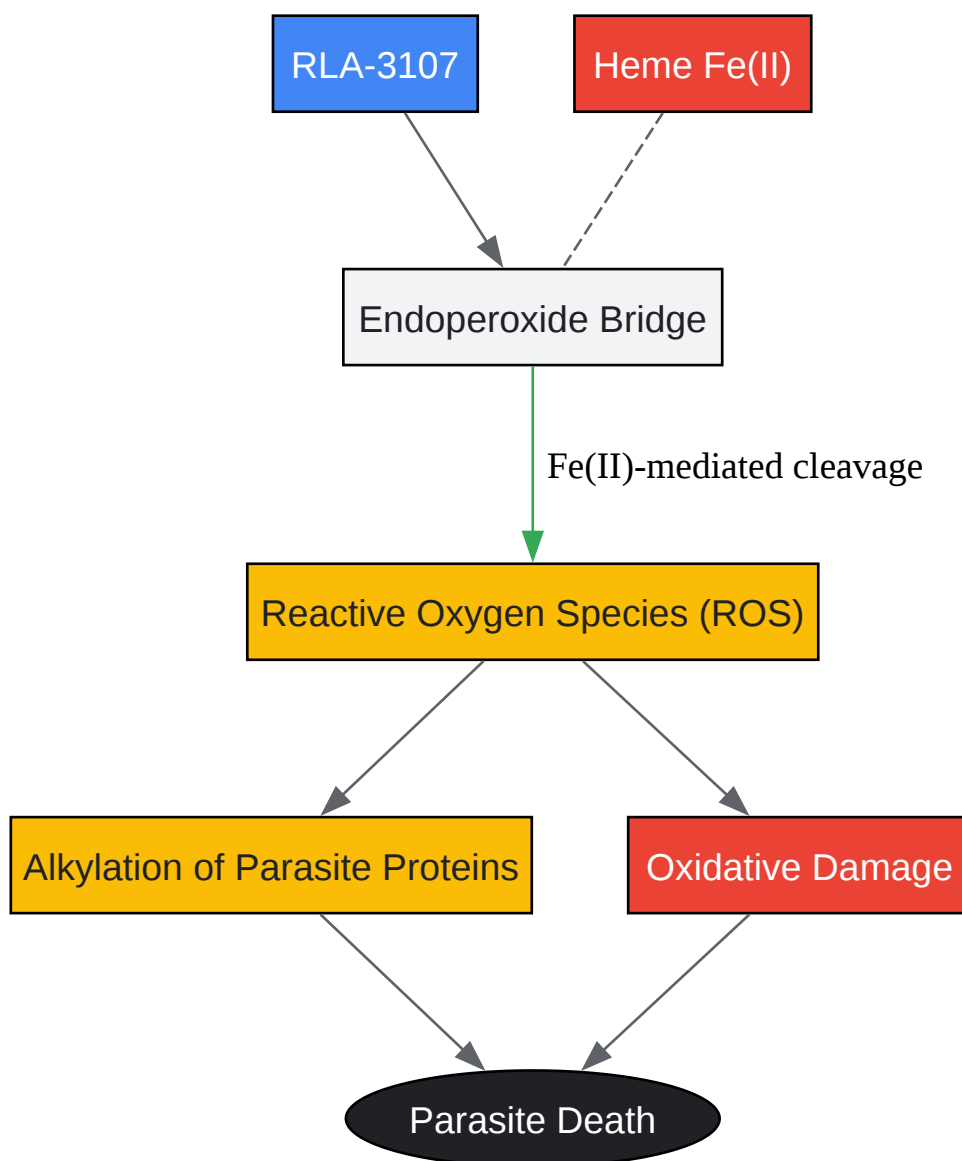 RLA-3107
Heme Fe(II)
Endoperoxide Bridge
Fe(II)-mediated cleavage
Reactive Oxygen Species (ROS)
Alkylation of Parasite Proteins
Oxidative Damage
Parasite Death